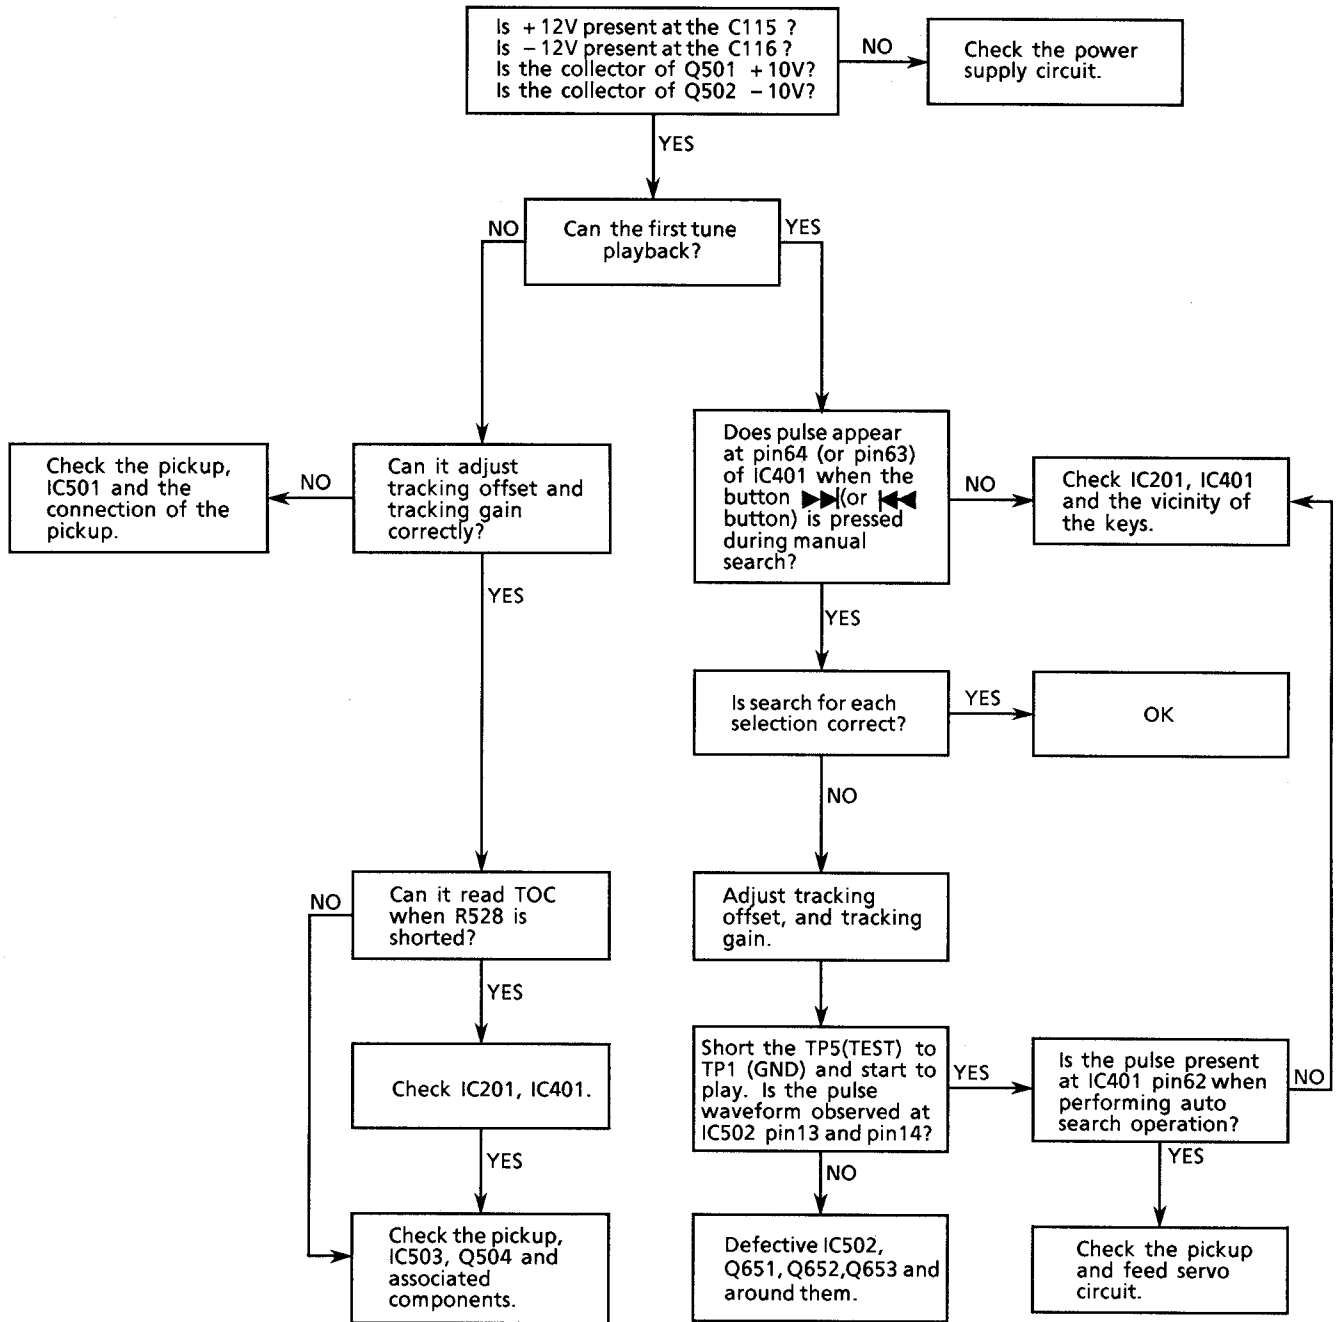 Is +12V present at the C115 ?
Is −12V present at the C116 ?
Is the collector of Q501 +10V?
Is the collector of Q502 −10V?
NO
Check the power
supply circuit.
YES
Can the first tune
playback?
NO
YES
Check the pickup,
IC501 and the
connection of the
pickup.
NO
Can it adjust
tracking offset and
tracking gain
correctly?
Does pulse appear
at pin64 (or pin63)
of IC401 when the
button ▶▶|(or |◀◀
button) is pressed
during manual
search?
NO
Check IC201, IC401
and the vicinity of
the keys.
YES
YES
Is search for each
selection correct?
YES
OK
NO
NO
Can it read TOC
when R528 is
shorted?
Adjust tracking
offset, and tracking
gain.
YES
Check IC201, IC401.
Short the TP5(TEST) to
TP1 (GND) and start to
play. Is the pulse
waveform observed at
IC502 pin13 and pin14?
YES
Is the pulse present
at IC401 pin62 when
performing auto
search operation?
NO
YES
NO
YES
Check the pickup,
IC503, Q504 and
associated
components.
Defective IC502,
Q651, Q652,Q653 and
around them.
Check the pickup
and feed servo
circuit.